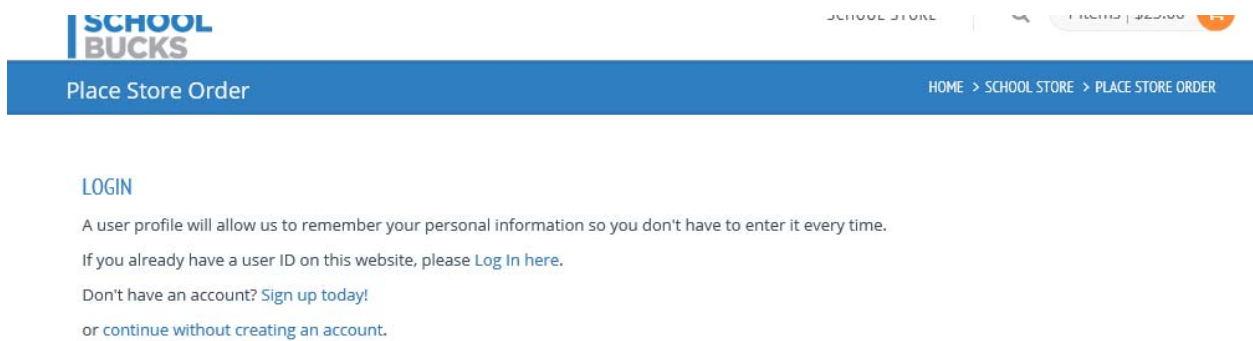 SCHOOL
BUCKS
SCHOOL STORE
Place Store Order
HOME > SCHOOL STORE > PLACE STORE ORDER
LOGIN
A user profile will allow us to remember your personal information so you don't have to enter it every time.
If you already have a user ID on this website, please Log In here.
Don't have an account? Sign up today!
or continue without creating an account.